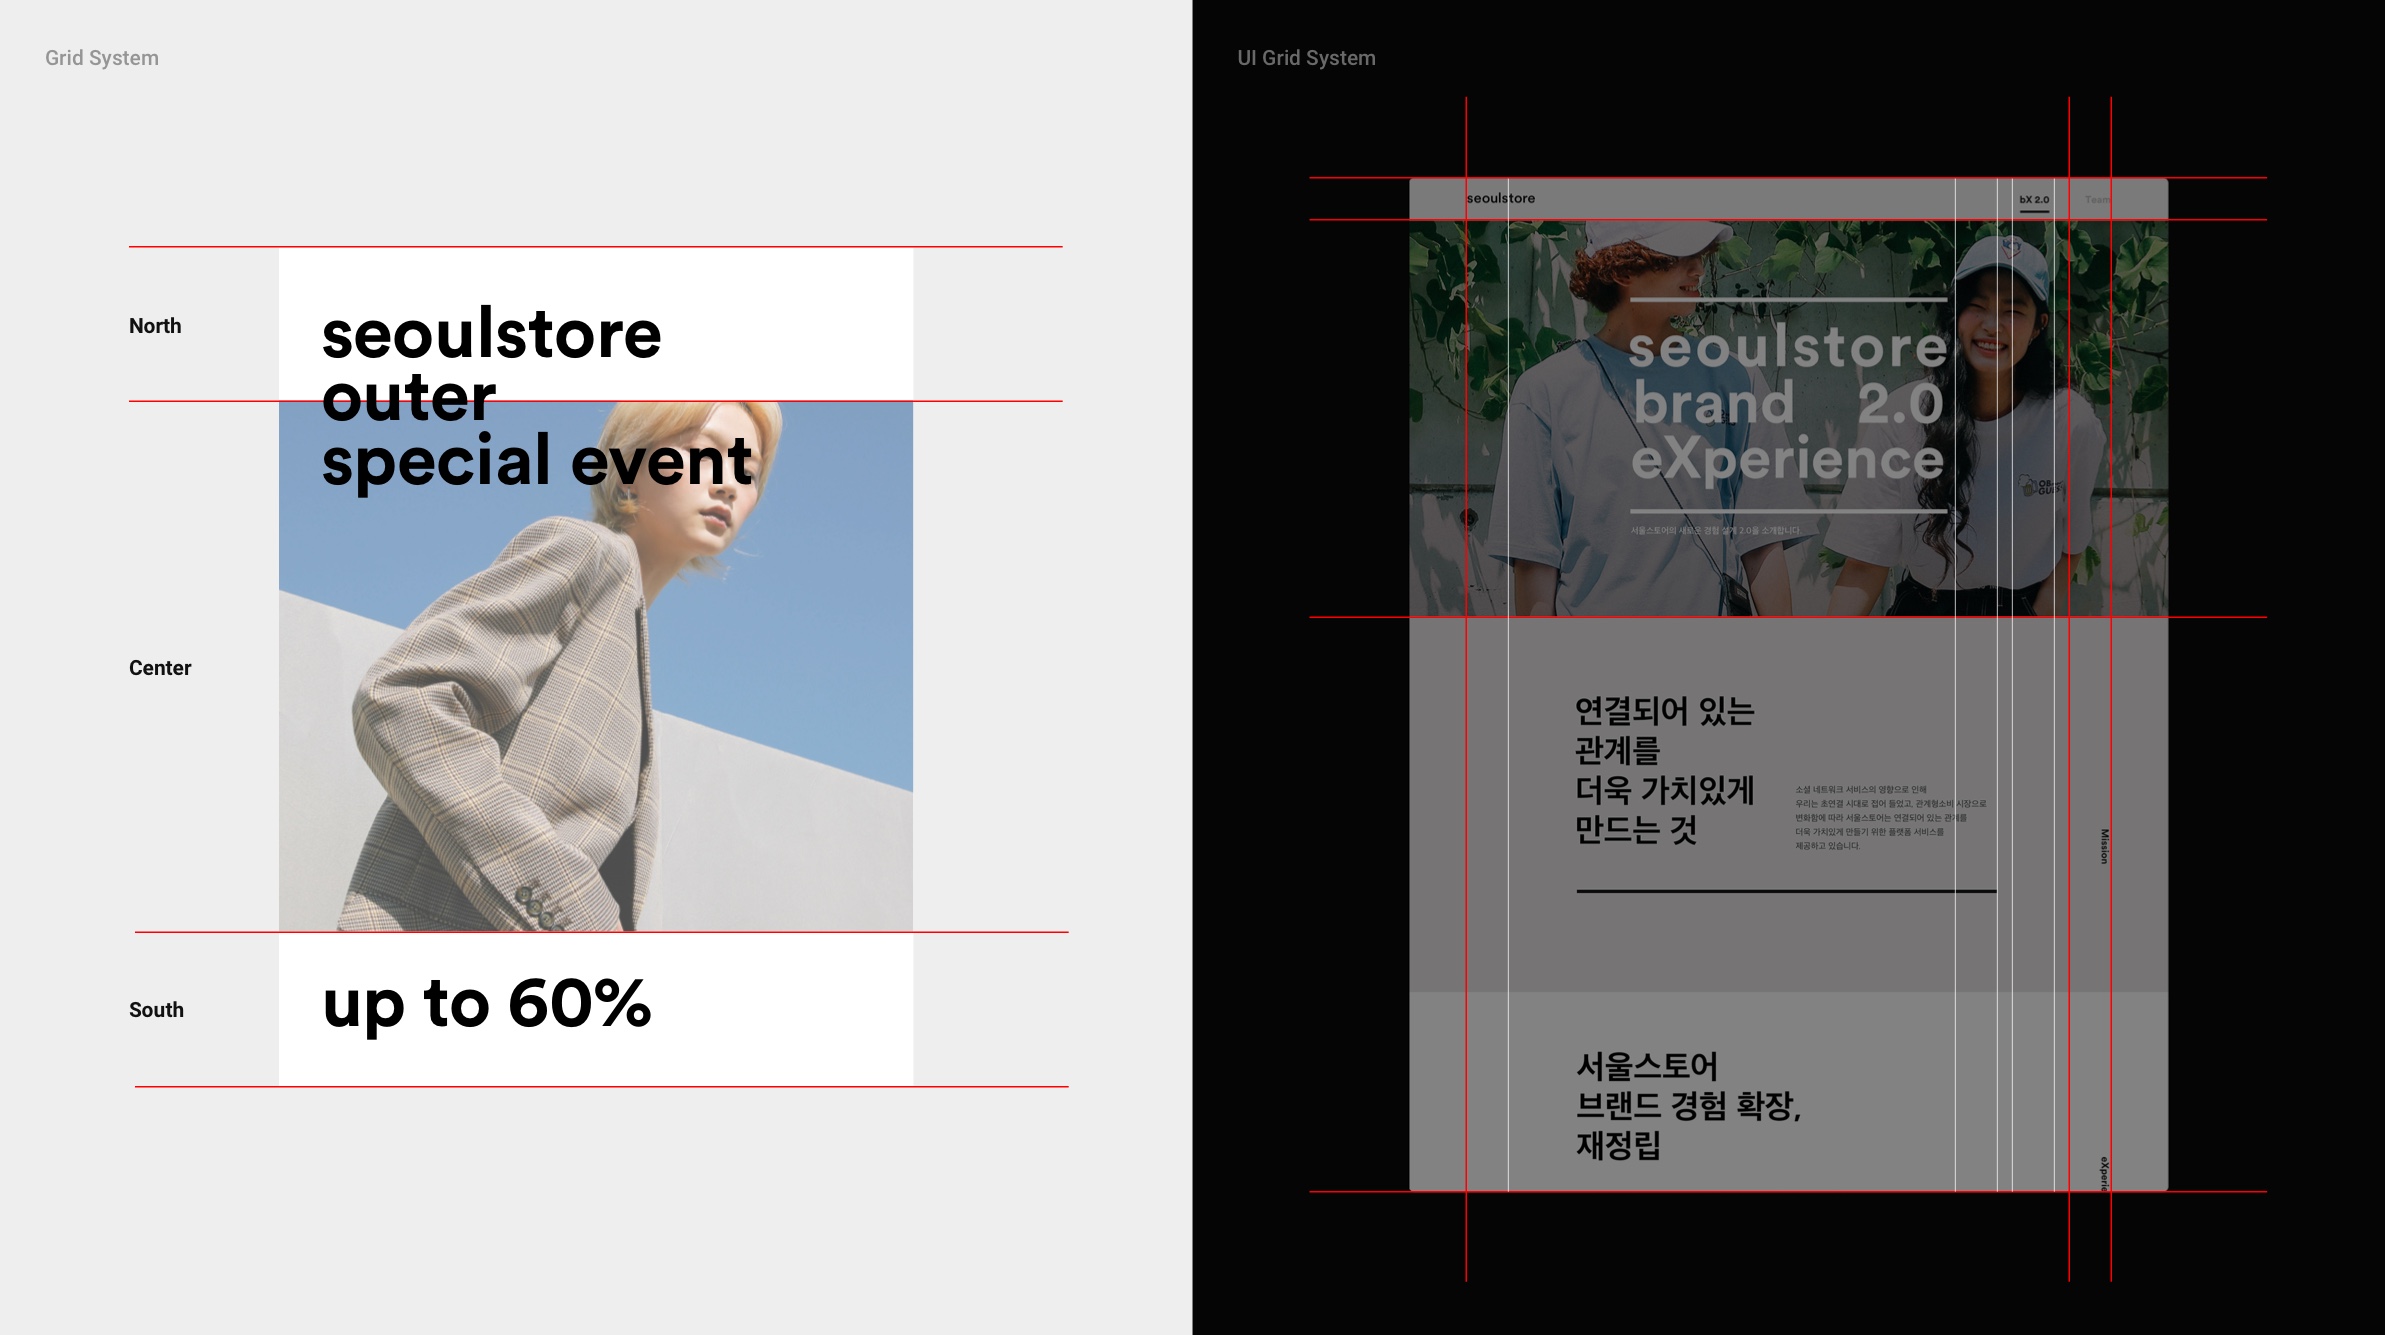 Grid System
North
seoulstore
outer
special event
Center
South
up to 60%
UI Grid System
seoulstore
bX 2.0
Team
seoulstore
brand 2.0
eXperience
서울스토어의 새로운 경험 설계 2.0을 소개합니다.
연결되어 있는
관계를
더욱 가치있게
만드는 것
소셜 네트워크 서비스의 영향으로 인해
우리는 초연결 시대로 접어 들었고, 관계형소비 시장으로
변화함에 따라 서울스토어는 연결되어 있는 관계를
더욱 가치있게 만들기 위한 플랫폼 서비스를
제공하고 있습니다.
Mission
서울스토어
브랜드 경험 확장,
재정립
eXperie